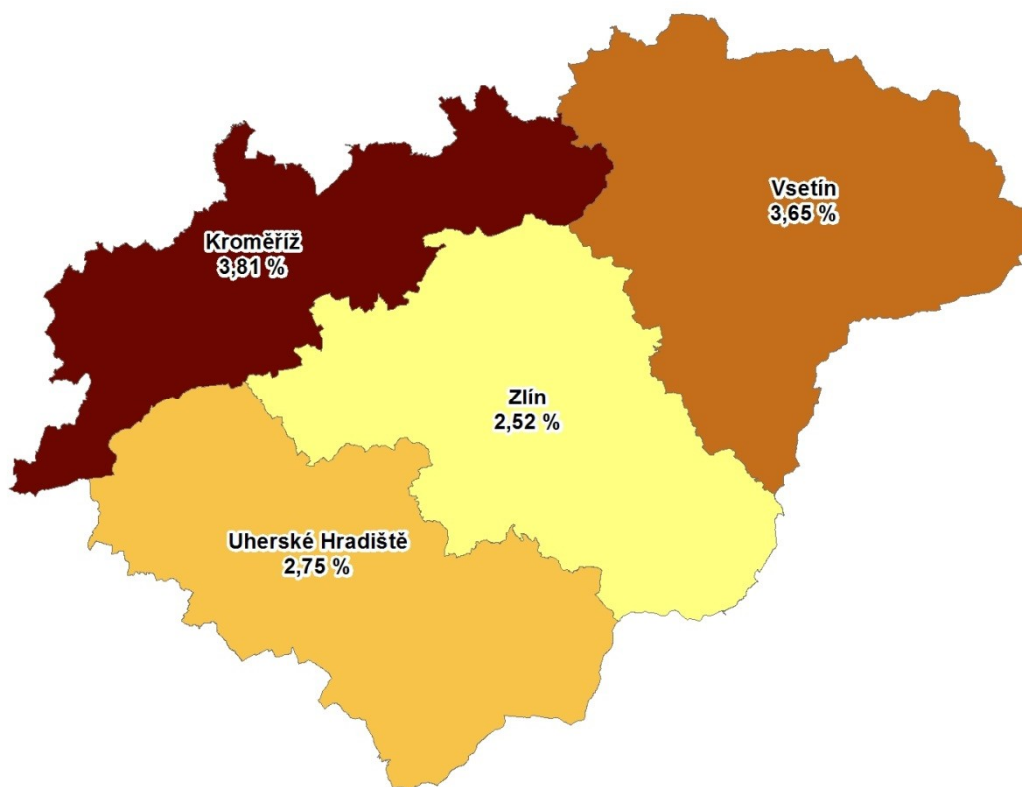 Vsetín
3,65 %
Kroměříž
3,81 %
Zlín
2,52 %
Uherské Hradiště
2,75 %